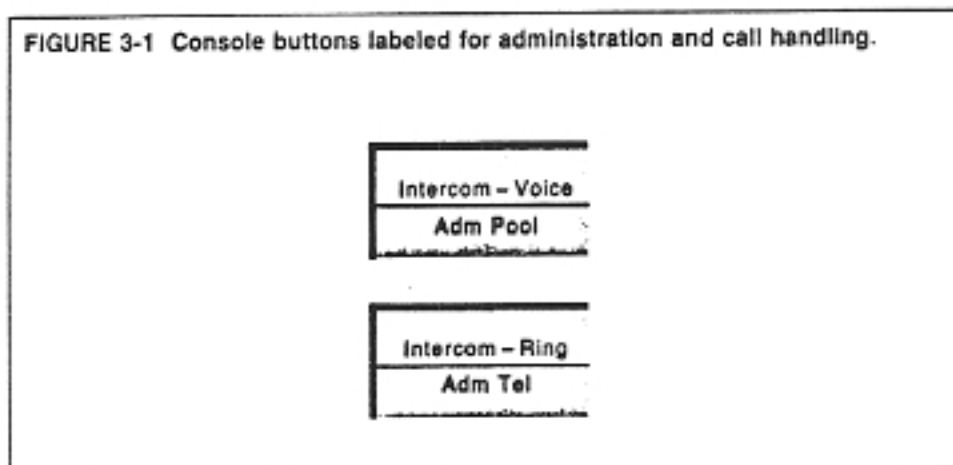 FIGURE 3-1 Console buttons labeled for administration and call handling.
Intercom – Voice
Adm Pool
Intercom – Ring
Adm Tel